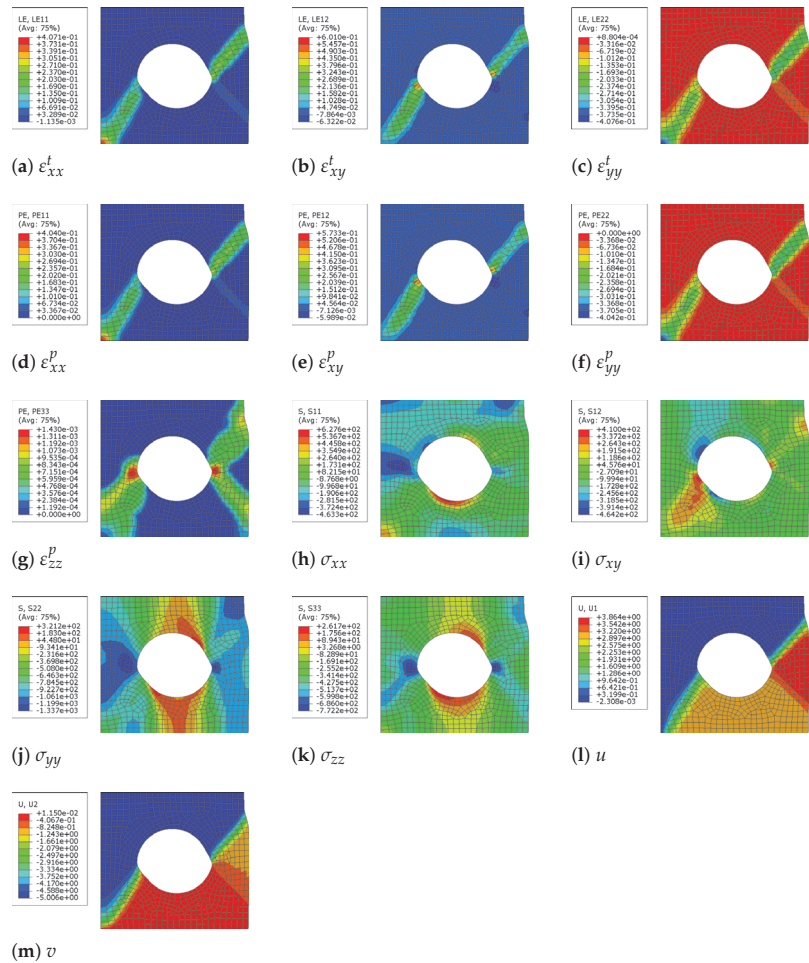 LE, LE11
(Avg: 75%)
+4.071e-01
+3.731e-01
+3.391e-01
+3.051e-01
+2.710e-01
+2.370e-01
+2.030e-01
+1.690e-01
+1.350e-01
+1.009e-01
+6.691e-02
+3.289e-02
-1.135e-03
(a) εᵗxx
LE, LE12
(Avg: 75%)
+6.010e-01
+5.457e-01
+4.903e-01
+4.350e-01
+3.796e-01
+3.243e-01
+2.689e-01
+2.136e-01
+1.582e-01
+1.028e-01
+4.749e-02
-7.864e-03
-6.322e-02
(b) εᵗxy
LE, LE22
(Avg: 75%)
+8.804e-04
-3.316e-02
-6.719e-02
-1.012e-01
-1.353e-01
-1.693e-01
-2.033e-01
-2.374e-01
-2.714e-01
-3.054e-01
-3.395e-01
-3.735e-01
-4.076e-01
(c) εᵗyy
PE, PE11
(Avg: 75%)
+4.040e-01
+3.704e-01
+3.367e-01
+3.030e-01
+2.694e-01
+2.357e-01
+2.020e-01
+1.683e-01
+1.347e-01
+1.010e-01
+6.734e-02
+3.367e-02
+0.000e+00
(d) εᵖxx
PE, PE12
(Avg: 75%)
+5.733e-01
+5.206e-01
+4.678e-01
+4.150e-01
+3.623e-01
+3.095e-01
+2.567e-01
+2.039e-01
+1.512e-01
+9.841e-02
+4.564e-02
-7.126e-03
-5.989e-02
(e) εᵖxy
PE, PE22
(Avg: 75%)
+0.000e+00
-3.368e-02
-6.736e-02
-1.010e-01
-1.347e-01
-1.684e-01
-2.021e-01
-2.358e-01
-2.694e-01
-3.031e-01
-3.368e-01
-3.705e-01
-4.042e-01
(f) εᵖyy
PE, PE33
(Avg: 75%)
+1.430e-03
+1.311e-03
+1.192e-03
+1.073e-03
+9.535e-04
+8.343e-04
+7.151e-04
+5.959e-04
+4.768e-04
+3.576e-04
+2.384e-04
+1.192e-04
+0.000e+00
(g) εᵖzz
S, S11
(Avg: 75%)
+6.276e+02
+5.367e+02
+4.458e+02
+3.549e+02
+2.640e+02
+1.731e+02
+8.215e+01
-8.768e+00
-9.968e+01
-1.906e+02
-2.815e+02
-3.724e+02
-4.633e+02
(h) σxx
S, S12
(Avg: 75%)
+4.100e+02
+3.372e+02
+2.643e+02
+1.915e+02
+1.186e+02
+4.576e+01
-2.709e+01
-9.994e+01
-1.728e+02
-2.456e+02
-3.185e+02
-3.914e+02
-4.642e+02
(i) σxy
S, S22
(Avg: 75%)
+3.212e+02
+1.830e+02
+4.480e+01
-9.341e+01
-2.316e+02
-3.698e+02
-5.080e+02
-6.463e+02
-7.845e+02
-9.227e+02
-1.061e+03
-1.199e+03
-1.337e+03
(j) σyy
S, S33
(Avg: 75%)
+2.617e+02
+1.756e+02
+8.943e+01
+3.268e+00
-8.289e+01
-1.691e+02
-2.552e+02
-3.414e+02
-4.275e+02
-5.137e+02
-5.998e+02
-6.860e+02
-7.722e+02
(k) σzz
U, U1
+3.864e+00
+3.542e+00
+3.220e+00
+2.897e+00
+2.575e+00
+2.253e+00
+1.931e+00
+1.609e+00
+1.286e+00
+9.642e-01
+6.421e-01
+3.199e-01
-2.308e-03
(l) u
U, U2
+1.150e-02
-4.067e-01
-8.248e-01
-1.243e+00
-1.661e+00
-2.079e+00
-2.497e+00
-2.916e+00
-3.334e+00
-3.752e+00
-4.170e+00
-4.588e+00
-5.006e+00
(m) v